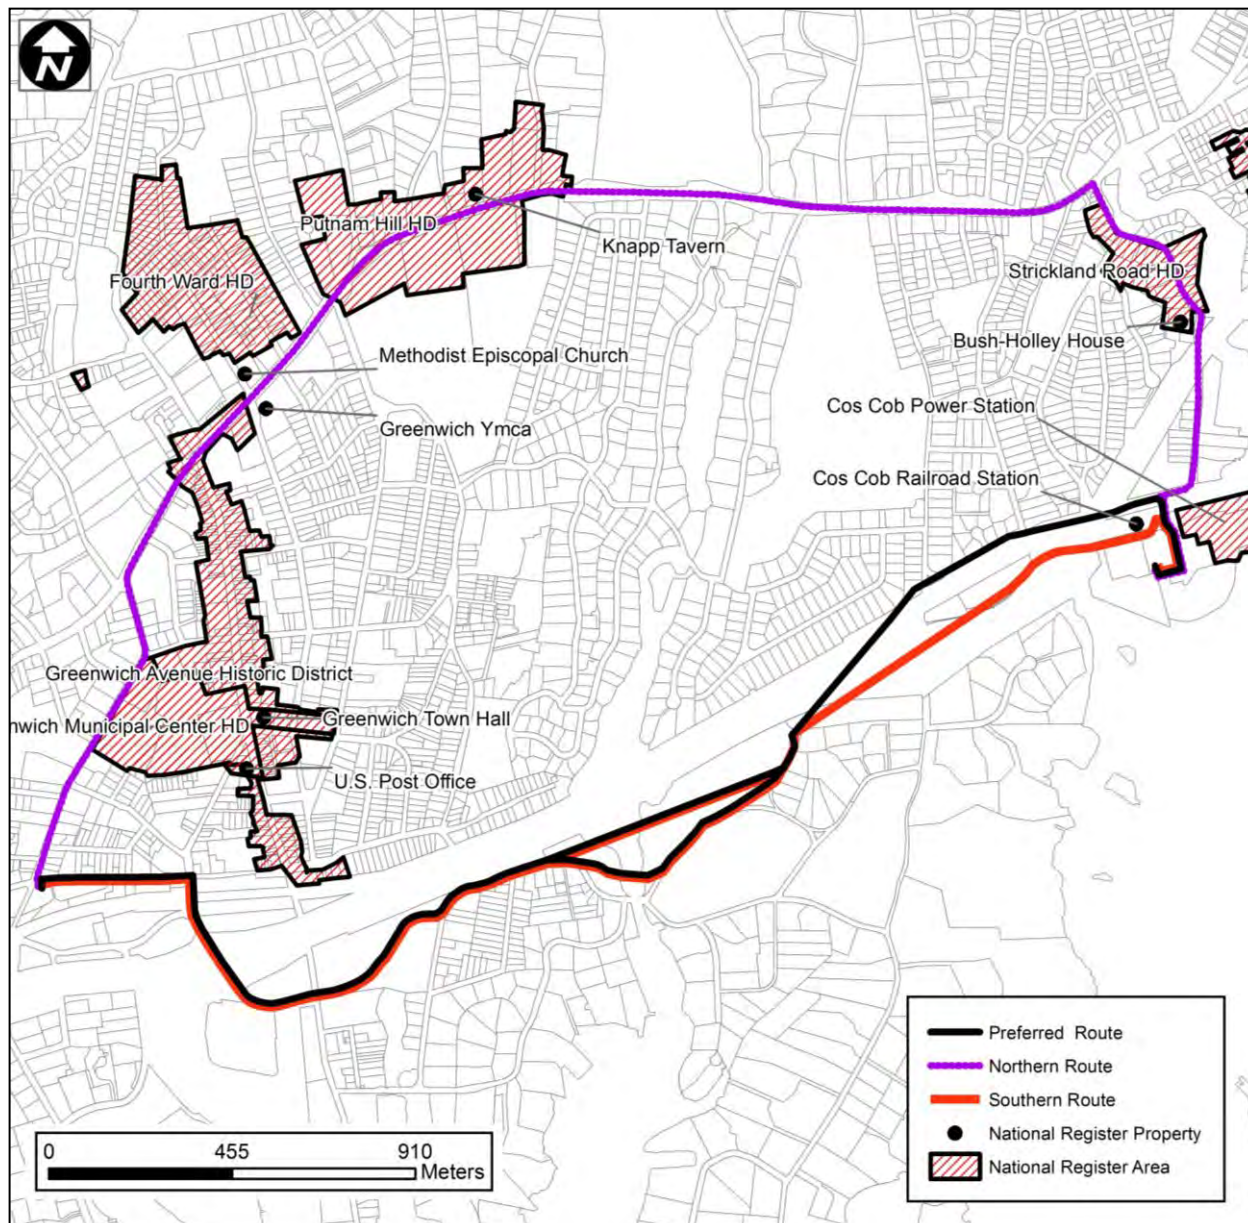 N
Putnam Hill HD
Knapp Tavern
Fourth Ward HD
Strickland Road HD
Bush-Holley House
Methodist Episcopal Church
Greenwich Ymca
Cos Cob Power Station
Cos Cob Railroad Station
Greenwich Avenue Historic District
nwich Municipal Center HD
Greenwich Town Hall
U.S. Post Office
Preferred Route
Northern Route
Southern Route
National Register Property
National Register Area
0 455 910
Meters